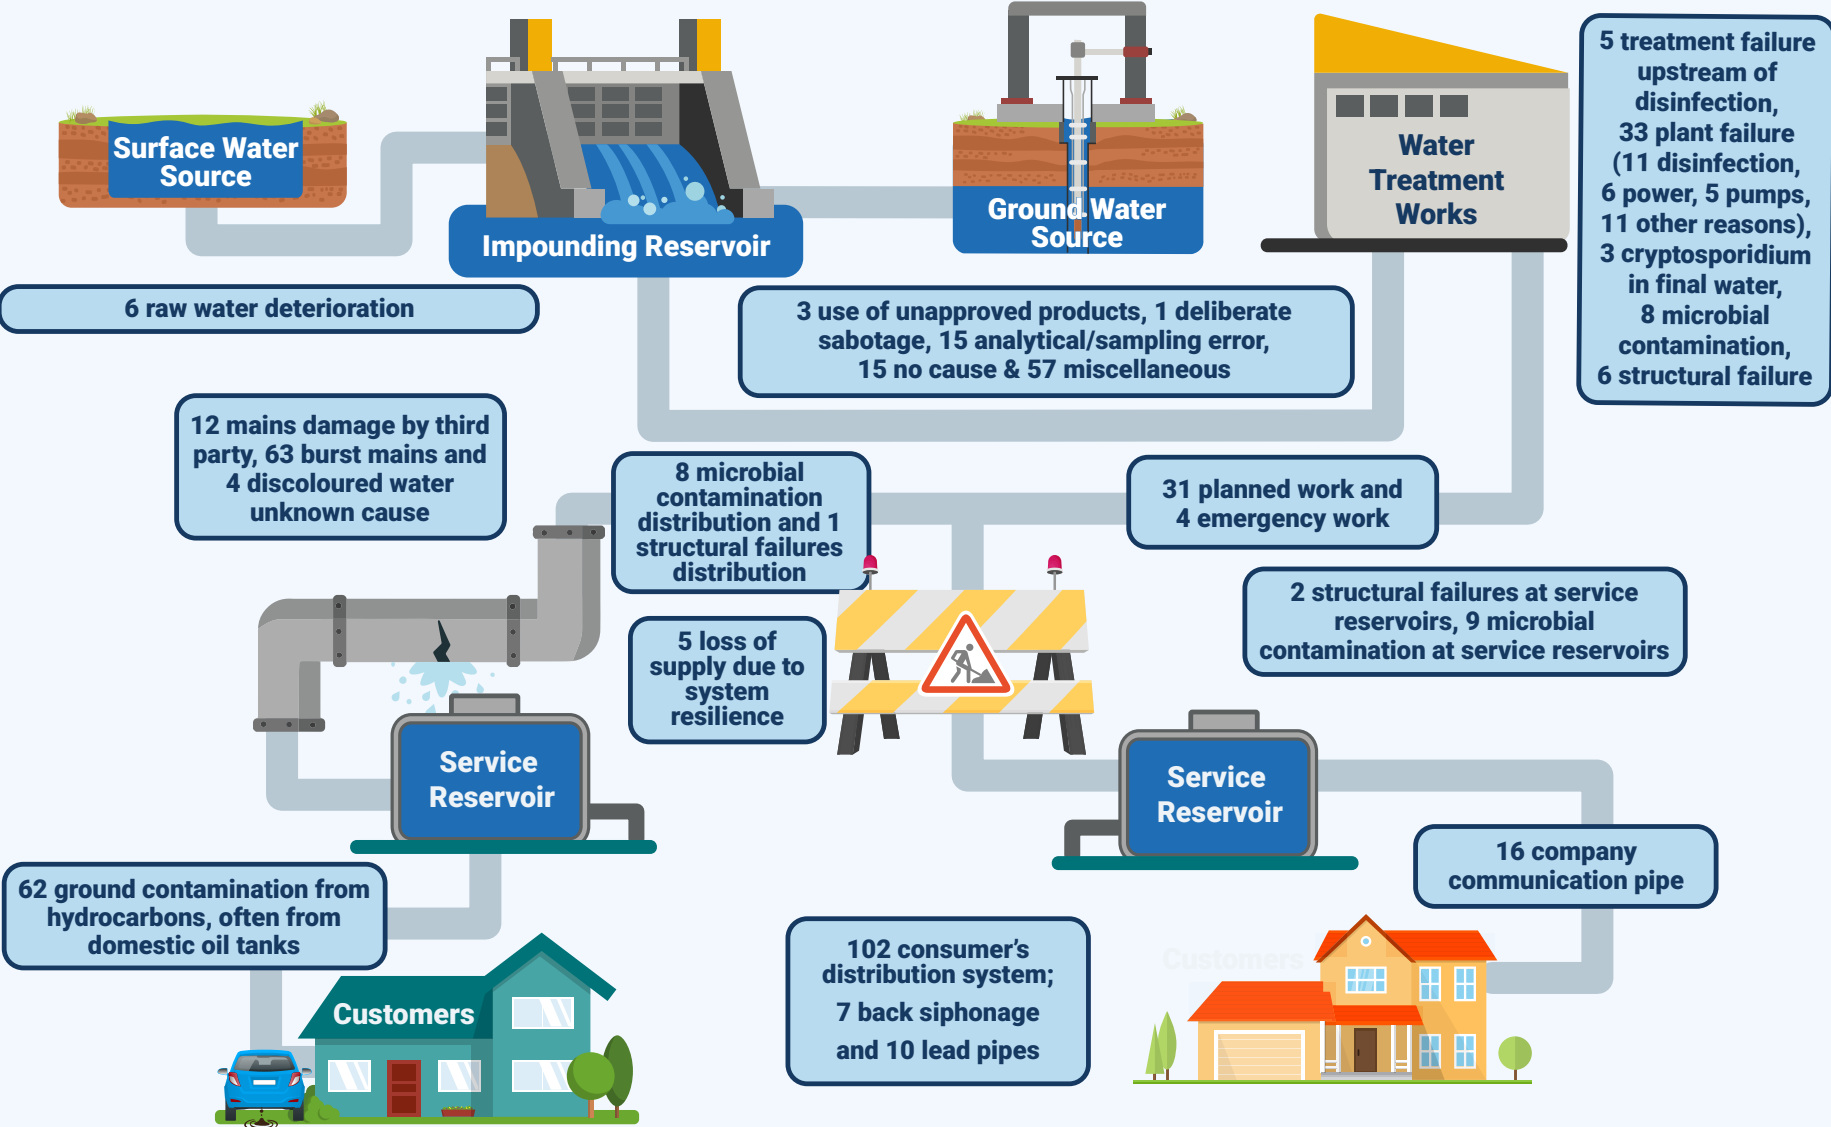 Surface Water
Source
Impounding Reservoir
Ground Water
Source
Water
Treatment
Works
5 treatment failure
upstream of
disinfection,
33 plant failure
(11 disinfection,
6 power, 5 pumps,
11 other reasons),
3 cryptosporidium
in final water,
8 microbial
contamination,
6 structural failure
6 raw water deterioration
3 use of unapproved products, 1 deliberate
sabotage, 15 analytical/sampling error,
15 no cause & 57 miscellaneous
12 mains damage by third
party, 63 burst mains and
4 discoloured water
unknown cause
8 microbial
contamination
distribution and 1
structural failures
distribution
31 planned work and
4 emergency work
2 structural failures at service
reservoirs, 9 microbial
contamination at service reservoirs
5 loss of
supply due to
system
resilience
Service
Reservoir
Service
Reservoir
16 company
communication pipe
62 ground contamination from
hydrocarbons, often from
domestic oil tanks
102 consumer’s
distribution system;
7 back siphonage
and 10 lead pipes
Customers
Customers